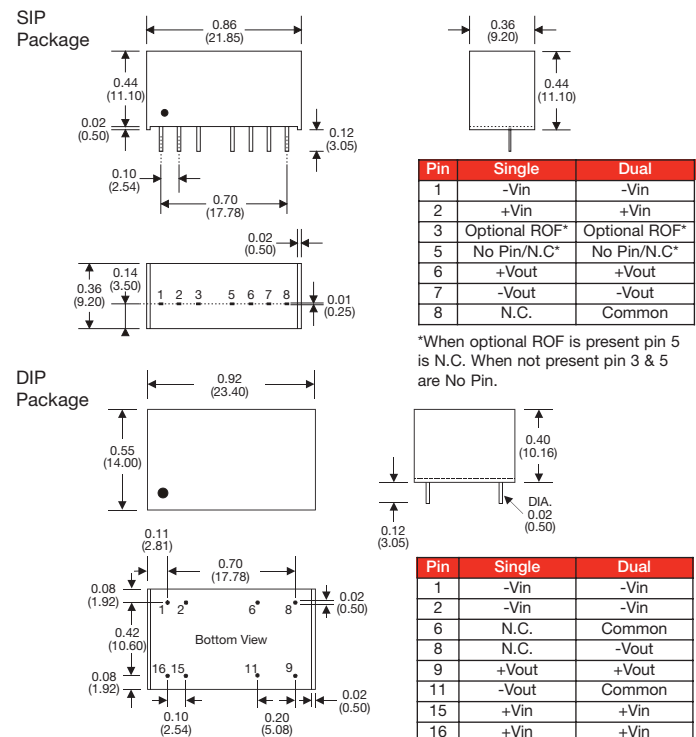 SIP
Package
0.86
(21.85)
0.36
(9.20)
0.44
(11.10)
0.44
(11.10)
0.02
(0.50)
0.12
(3.05)
0.10
(2.54)
0.70
(17.78)
Pin Single Dual
1 -Vin -Vin
2 +Vin +Vin
3 Optional ROF* Optional ROF*
5 No Pin/N.C* No Pin/N.C*
6 +Vout +Vout
7 -Vout -Vout
8 N.C. Common
0.02
(0.50)
0.36
(9.20)
0.14
(3.50)
1 2 3 5 6 7 8
0.01
(0.25)
*When optional ROF is present pin 5
is N.C. When not present pin 3 & 5
are No Pin.
DIP
Package
0.92
(23.40)
0.55
(14.00)
0.40
(10.16)
DIA.
0.02
(0.50)
0.12
(3.05)
0.11
(2.81)
0.70
(17.78)
0.08
(1.92)
0.02
(0.50)
1 2 6 8
0.42
(10.60)
Bottom View
16 15 11 9
0.08
(1.92)
0.02
(0.50)
0.10
(2.54)
0.20
(5.08)
Pin Single Dual
1 -Vin -Vin
2 -Vin -Vin
6 N.C. Common
8 N.C. -Vout
9 +Vout +Vout
11 -Vout Common
15 +Vin +Vin
16 +Vin +Vin